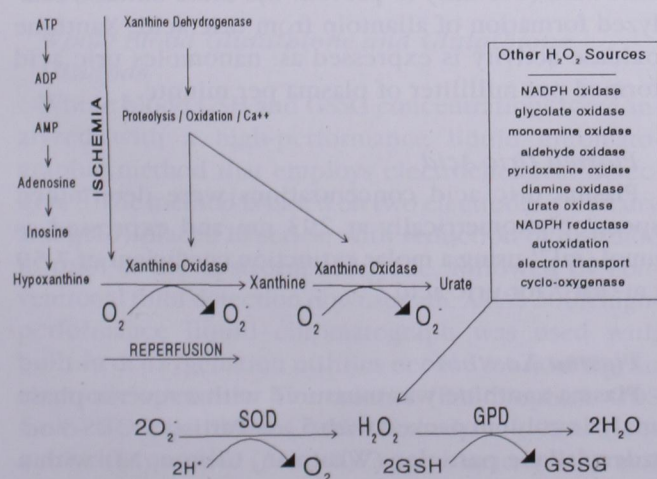 ATP
ADP
AMP
Adenosine
Inosine
Hypoxanthine
ISCHEMIA
Xanthine Dehydrogenase
Proteolysis / Oxidation / Ca++
Xanthine Oxidase
Xanthine
Xanthine Oxidase
Urate
O₂
O₂⁻
O₂
O₂⁻
REPERFUSION
Other H₂O₂ Sources
NADPH oxidase
glycolate oxidase
monoamine oxidase
aldehyde oxidase
pyridoxamine oxidase
diamine oxidase
urate oxidase
NADPH reductase
autoxidation
electron transport
cyclo-oxygenase
2O₂⁻
SOD
H₂O₂
GPD
2H₂O
2H⁺
O₂
2GSH
GSSG